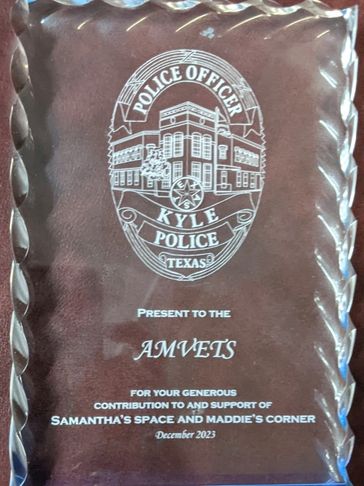 POLICE OFFICER
KYLE
POLICE
TEXAS
PRESENT TO THE
AMVETS
FOR YOUR GENEROUS
CONTRIBUTION TO AND SUPPORT OF
SAMANTHA'S SPACE AND MADDIE'S CORNER
December 2023